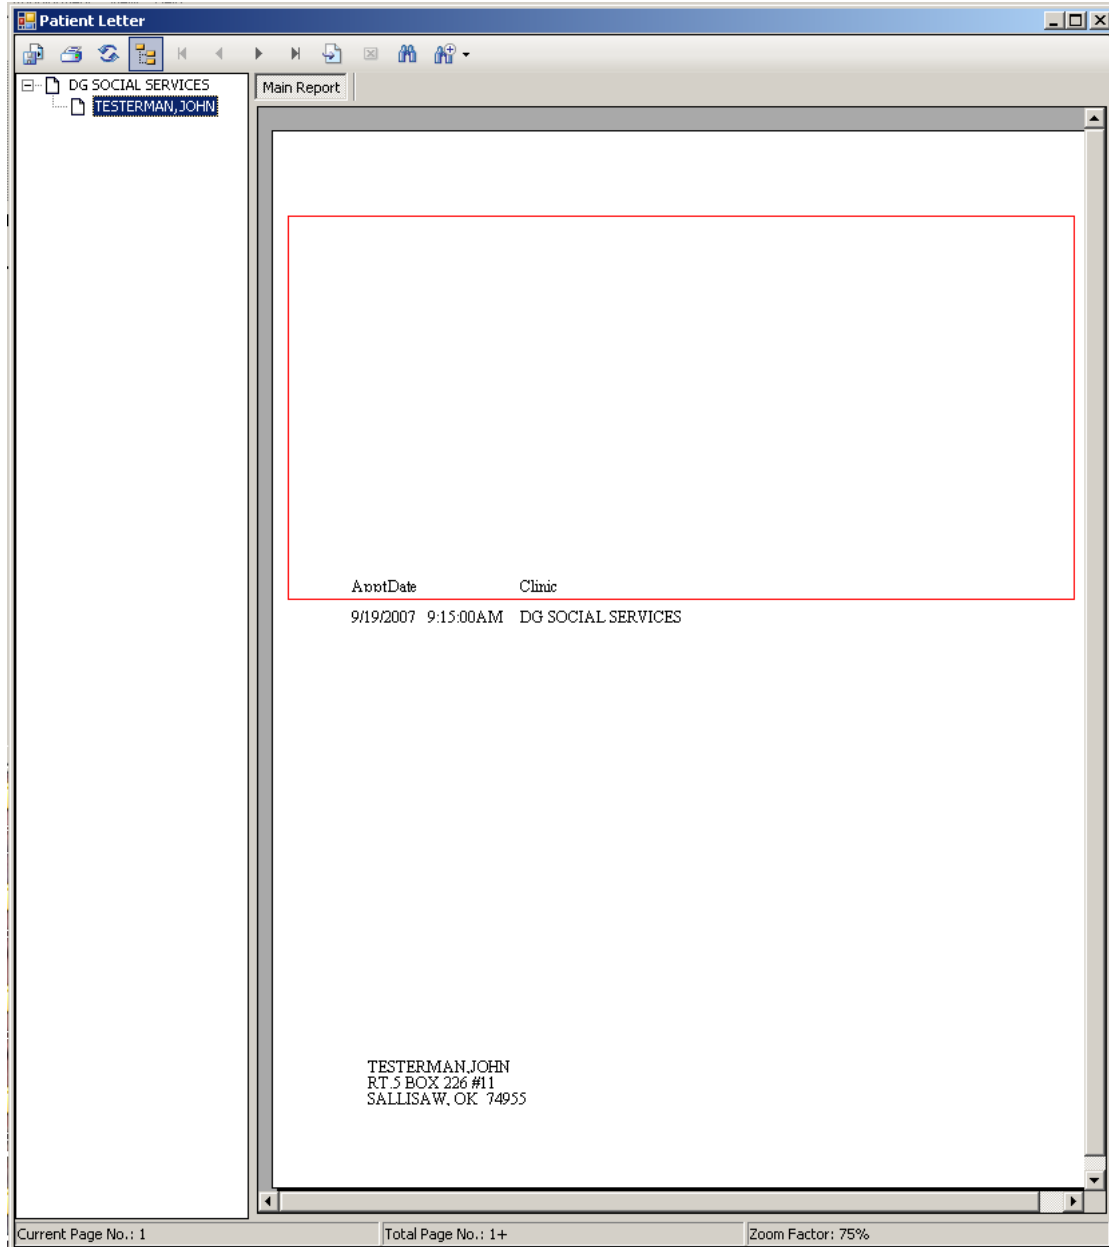 Patient Letter
DG SOCIAL SERVICES
TESTERMAN,JOHN
Main Report
ApptDate Clinic
9/19/2007 9:15:00AM DG SOCIAL SERVICES
TESTERMAN,JOHN
RT.5 BOX 226 #11
SALLISAW, OK 74955
Current Page No.: 1 Total Page No.: 1+ Zoom Factor: 75%